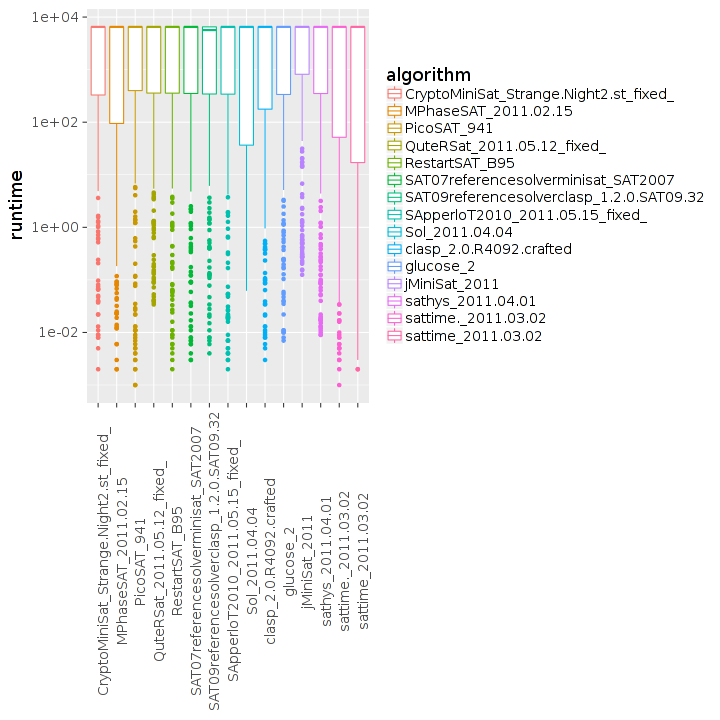 1e+04
1e+02
1e+00
1e-02
runtime
algorithm
CryptoMiniSat_Strange.Night2.st_fixed_
MPhaseSAT_2011.02.15
PicoSAT_941
QuteRSat_2011.05.12_fixed_
RestartSAT_B95
SAT07referencesolverminisat_SAT2007
SAT09referencesolverclasp_1.2.0.SAT09.32
SApperloT2010_2011.05.15_fixed_
Sol_2011.04.04
clasp_2.0.R4092.crafted
glucose_2
jMiniSat_2011
sathys_2011.04.01
sattime._2011.03.02
sattime_2011.03.02
CryptoMiniSat_Strange.Night2.st_fixed_
MPhaseSAT_2011.02.15
PicoSAT_941
QuteRSat_2011.05.12_fixed_
RestartSAT_B95
SAT07referencesolverminisat_SAT2007
SAT09referencesolverclasp_1.2.0.SAT09.32
SApperloT2010_2011.05.15_fixed_
Sol_2011.04.04
clasp_2.0.R4092.crafted
glucose_2
jMiniSat_2011
sathys_2011.04.01
sattime._2011.03.02
sattime_2011.03.02